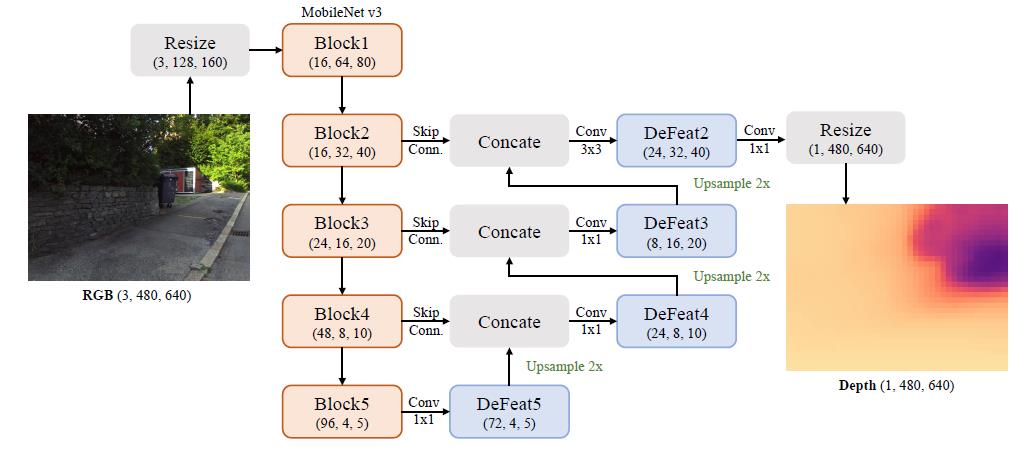 MobileNet v3
Resize
(3, 128, 160)
Block1
(16, 64, 80)
Block2
(16, 32, 40)
Skip
Conn.
Concate
Conv
3x3
DeFeat2
(24, 32, 40)
Conv
1x1
Resize
(1, 480, 640)
Upsample 2x
Block3
(24, 16, 20)
Skip
Conn.
Concate
Conv
1x1
DeFeat3
(8, 16, 20)
RGB (3, 480, 640)
Upsample 2x
Block4
(48, 8, 10)
Skip
Conn.
Concate
Conv
1x1
DeFeat4
(24, 8, 10)
Upsample 2x
Depth (1, 480, 640)
Block5
(96, 4, 5)
Conv
1x1
DeFeat5
(72, 4, 5)